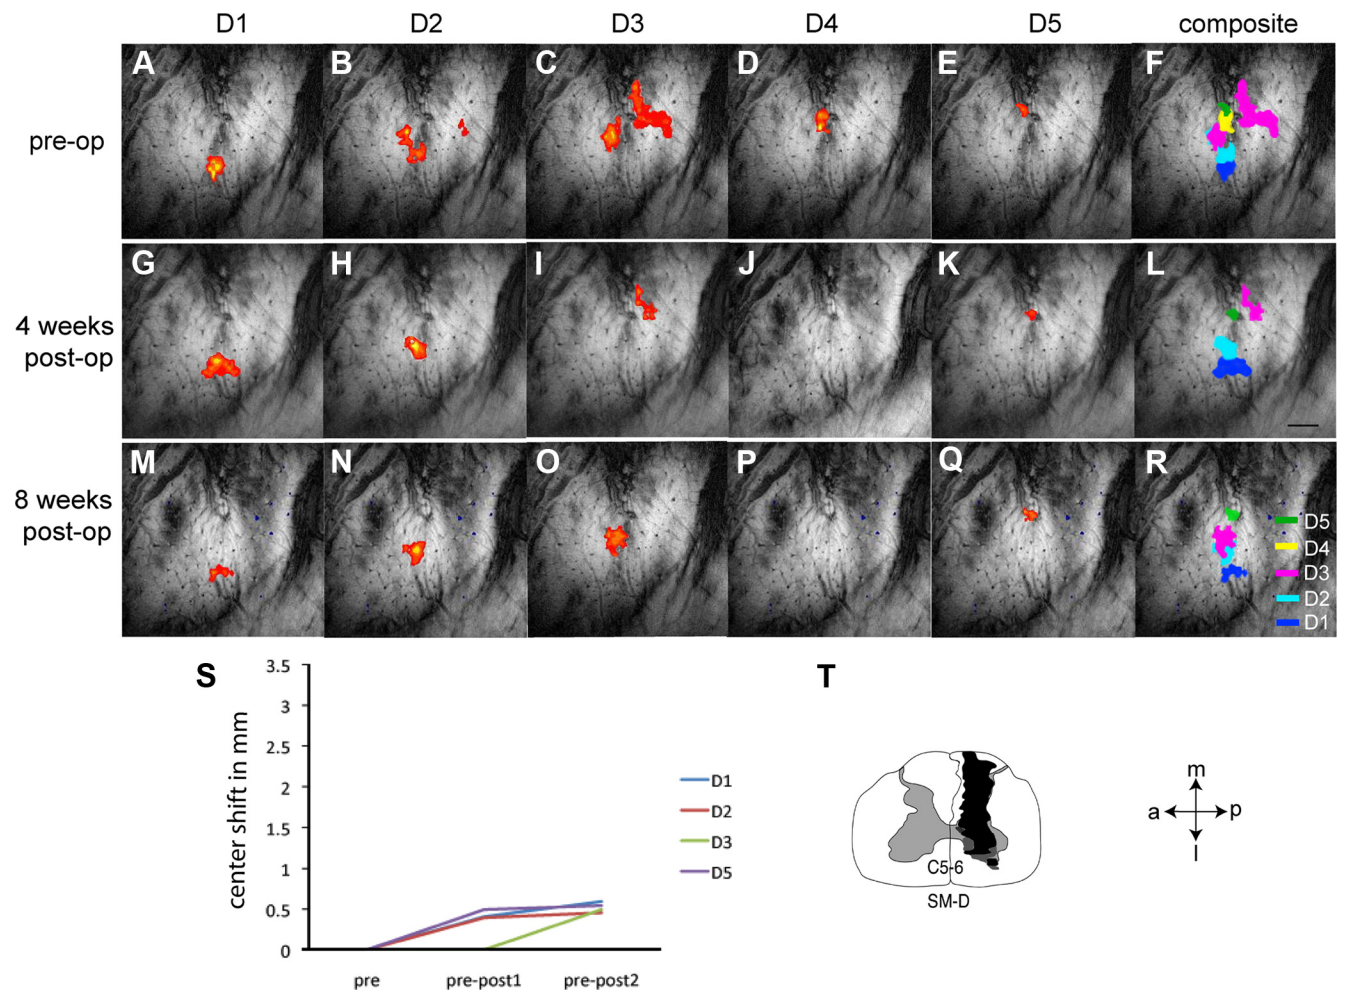 D1 D2 D3 D4 D5 composite
A B C D E F
pre-op
G H I J K L
4 weeks
post-op
M N O P Q R
8 weeks
post-op
D5
D4
D3
D2
D1
S
3.5
3
2.5
2
1.5
1
0.5
0
center shift in mm
pre pre-post1 pre-post2
D1
D2
D3
D5
T
C5-6
SM-D
m
a p
l